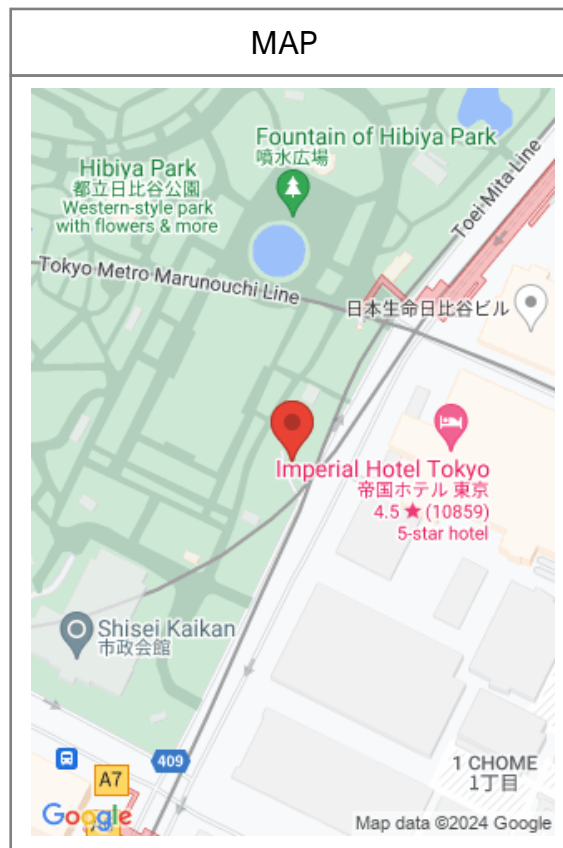 MAP
Fountain of Hibiya Park
噴水広場
Hibiya Park
都立日比谷公園
Western-style park
with flowers & more
Toei Mita Line
Tokyo Metro Marunouchi Line
日本生命日比谷ビル
Imperial Hotel Tokyo
帝国ホテル 東京
4.5 ★ (10859)
5-star hotel
Shisei Kaikan
市政会館
409
1 CHOME
1丁目
A7
Google
Map data ©2024 Google